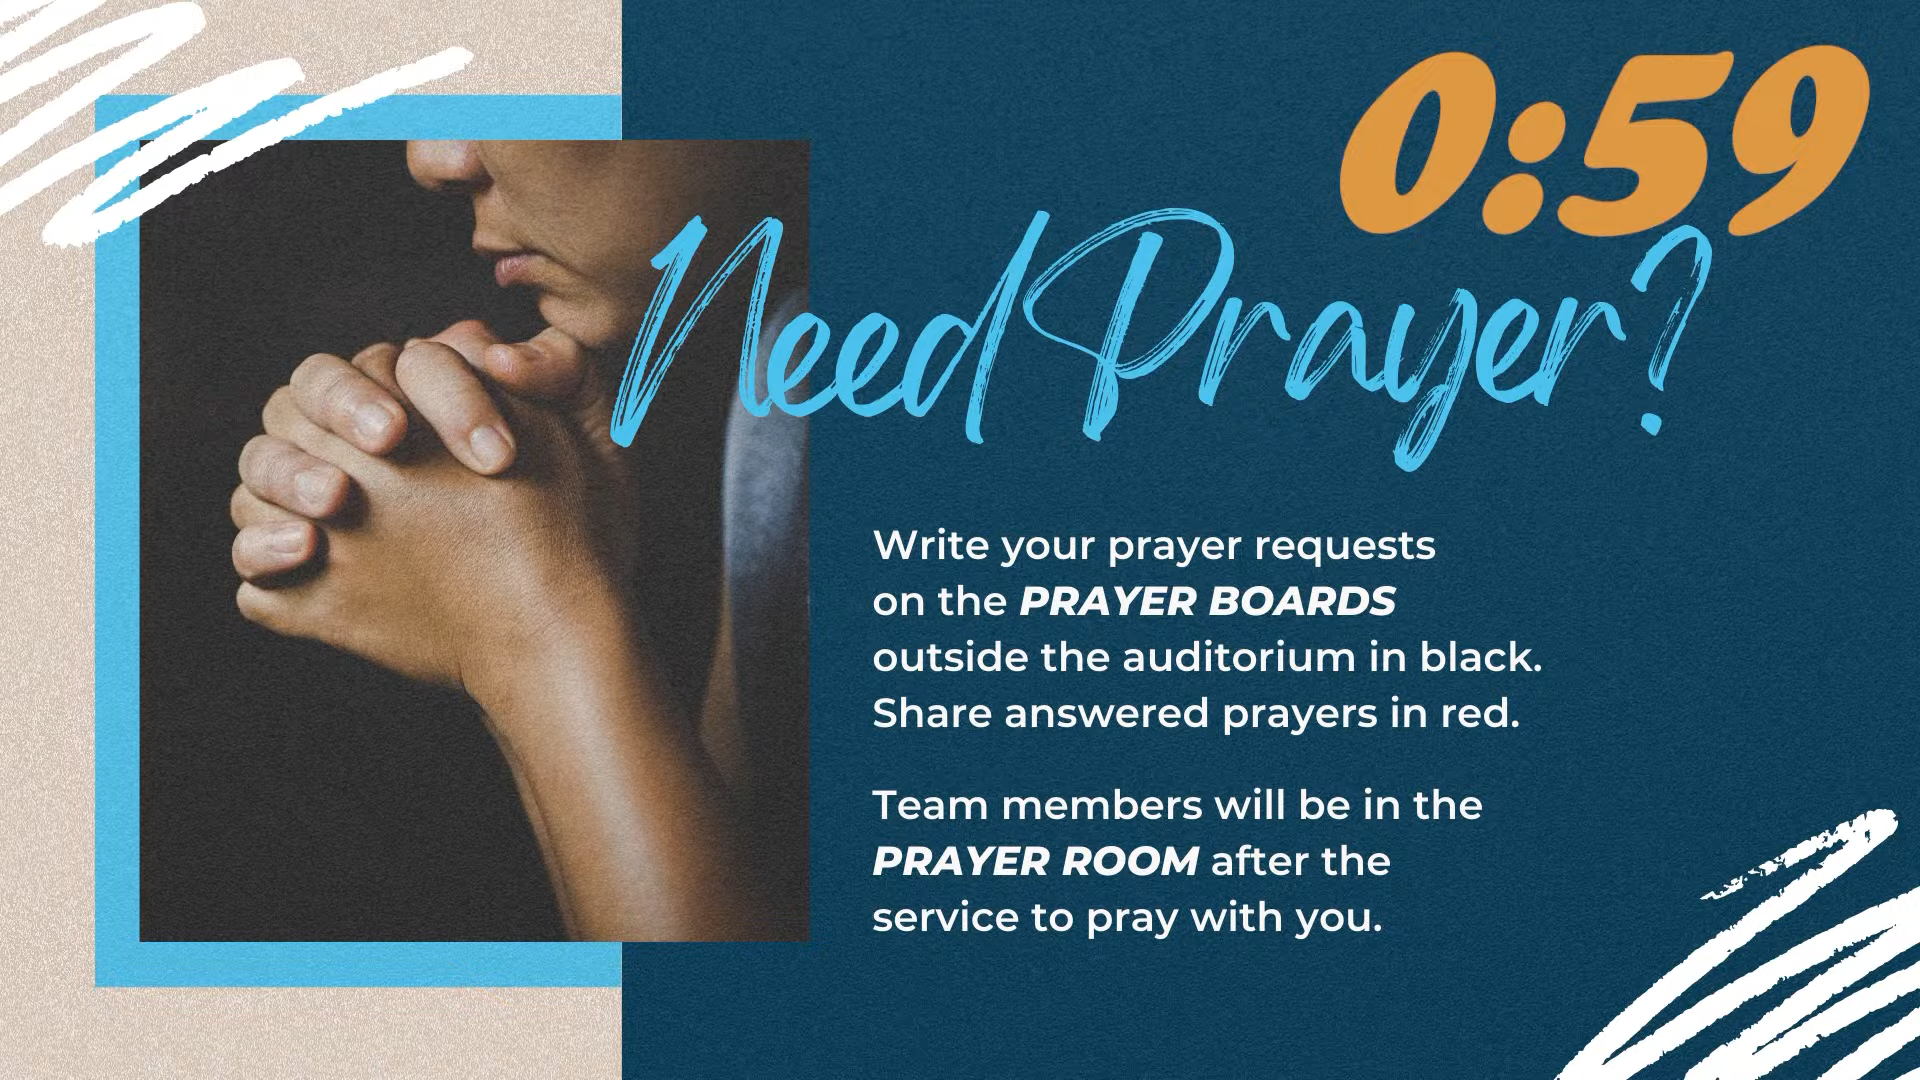 0:59
Need Prayer?
Write your prayer requests
on the PRAYER BOARDS
outside the auditorium in black.
Share answered prayers in red.
Team members will be in the
PRAYER ROOM after the
service to pray with you.